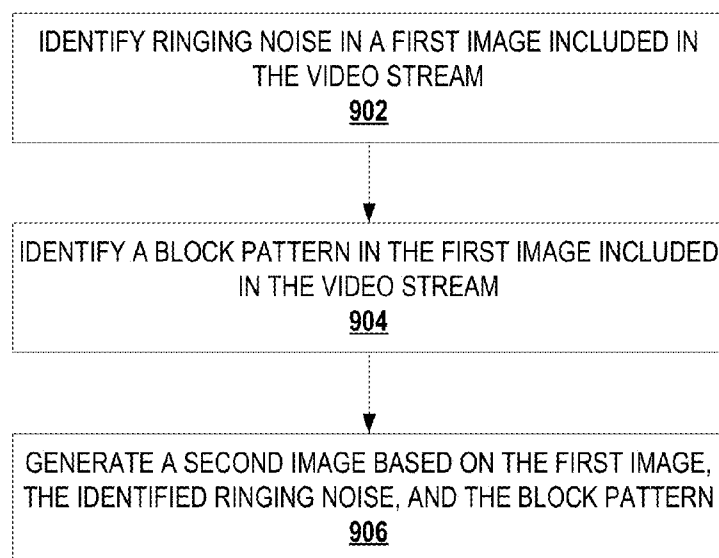 IDENTIFY RINGING NOISE IN A FIRST IMAGE INCLUDED IN
THE VIDEO STREAM
902
IDENTIFY A BLOCK PATTERN IN THE FIRST IMAGE INCLUDED
IN THE VIDEO STREAM
904
GENERATE A SECOND IMAGE BASED ON THE FIRST IMAGE,
THE IDENTIFIED RINGING NOISE, AND THE BLOCK PATTERN
906